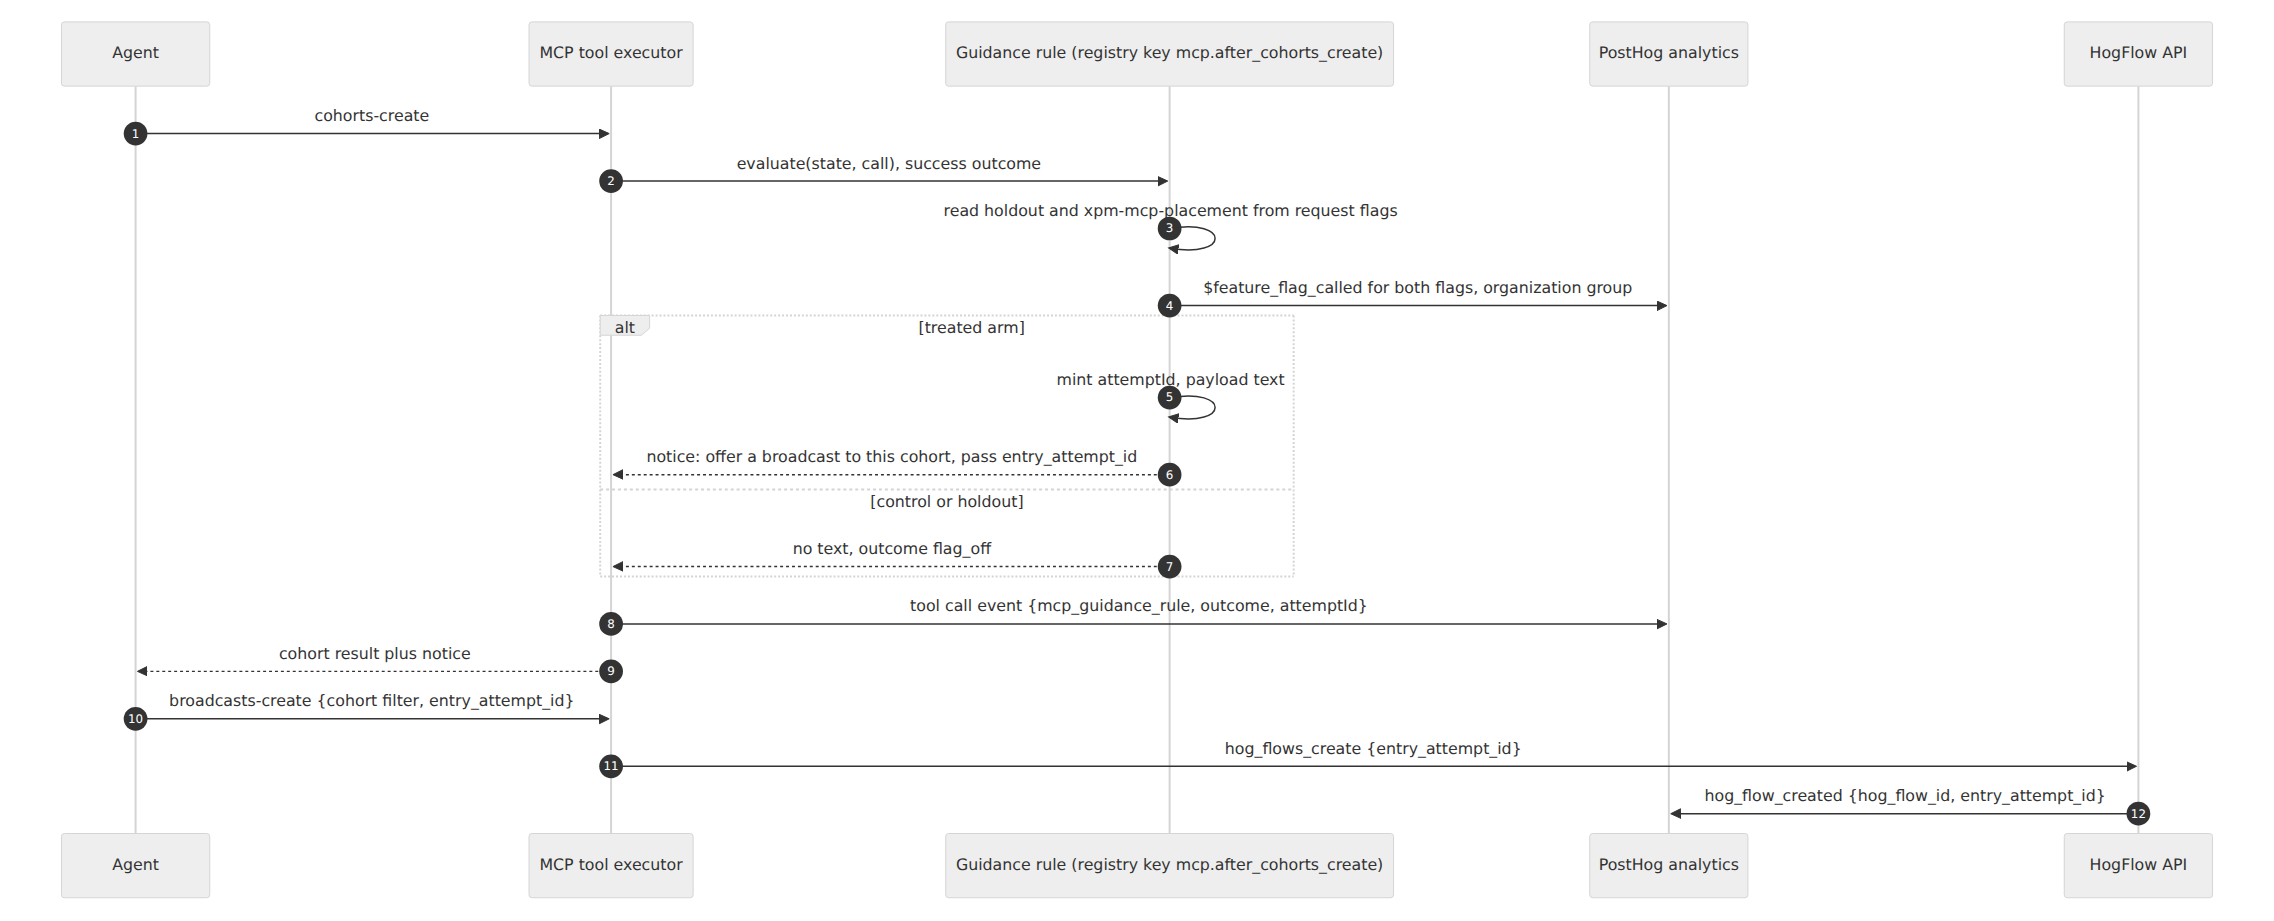 Agent
MCP tool executor
Guidance rule (registry key mcp.after_cohorts_create)
PostHog analytics
HogFlow API
cohorts-create
1
evaluate(state, call), success outcome
2
read holdout and xpm-mcp-placement from request flags
3
$feature_flag_called for both flags, organization group
4
alt
[treated arm]
mint attemptId, payload text
5
notice: offer a broadcast to this cohort, pass entry_attempt_id
6
[control or holdout]
no text, outcome flag_off
7
tool call event {mcp_guidance_rule, outcome, attemptId}
8
cohort result plus notice
9
broadcasts-create {cohort filter, entry_attempt_id}
10
hog_flows_create {entry_attempt_id}
11
hog_flow_created {hog_flow_id, entry_attempt_id}
12
Agent
MCP tool executor
Guidance rule (registry key mcp.after_cohorts_create)
PostHog analytics
HogFlow API